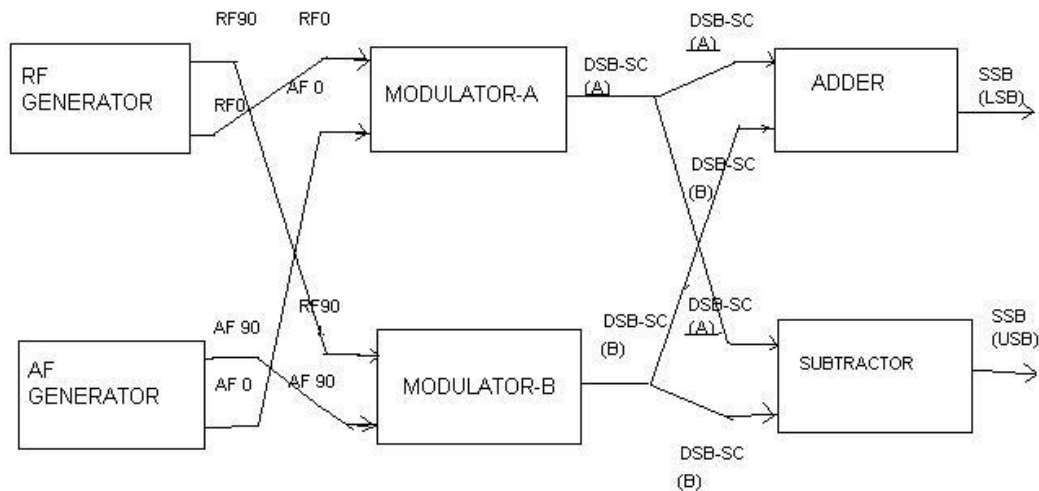 RF90
RF0
RF
GENERATOR
RF0
AF 0
MODULATOR-A
DSB-SC
(A)
DSB-SC
(A)
ADDER
SSB
(LSB)
DSB-SC
(B)
AF
GENERATOR
AF 90
AF 0
RF90
AF 90
MODULATOR-B
DSB-SC
(B)
DSB-SC
(A)
SUBTRACTOR
SSB
(USB)
DSB-SC
(B)